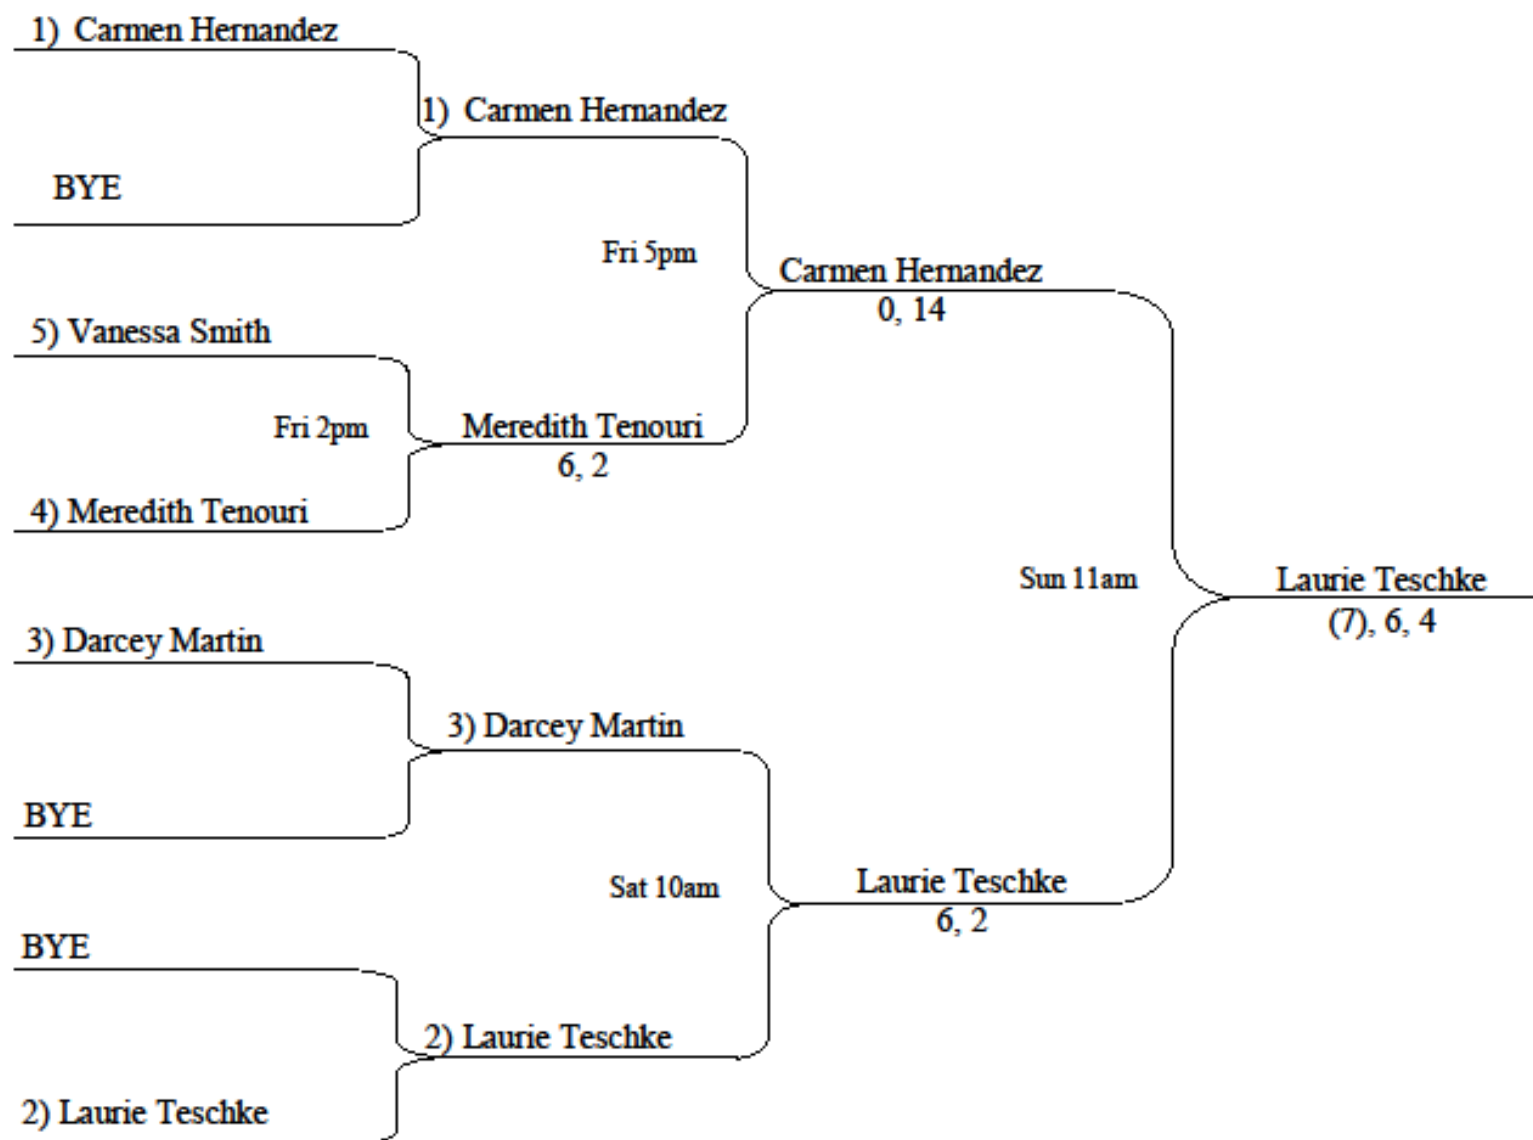 1) Carmen Hernandez
1) Carmen Hernandez
BYE
Fri 5pm
Carmen Hernandez
0, 14
5) Vanessa Smith
Fri 2pm
Meredith Tenouri
6, 2
4) Meredith Tenouri
Sun 11am
Laurie Teschke
(7), 6, 4
3) Darcey Martin
3) Darcey Martin
BYE
Sat 10am
Laurie Teschke
6, 2
BYE
2) Laurie Teschke
2) Laurie Teschke